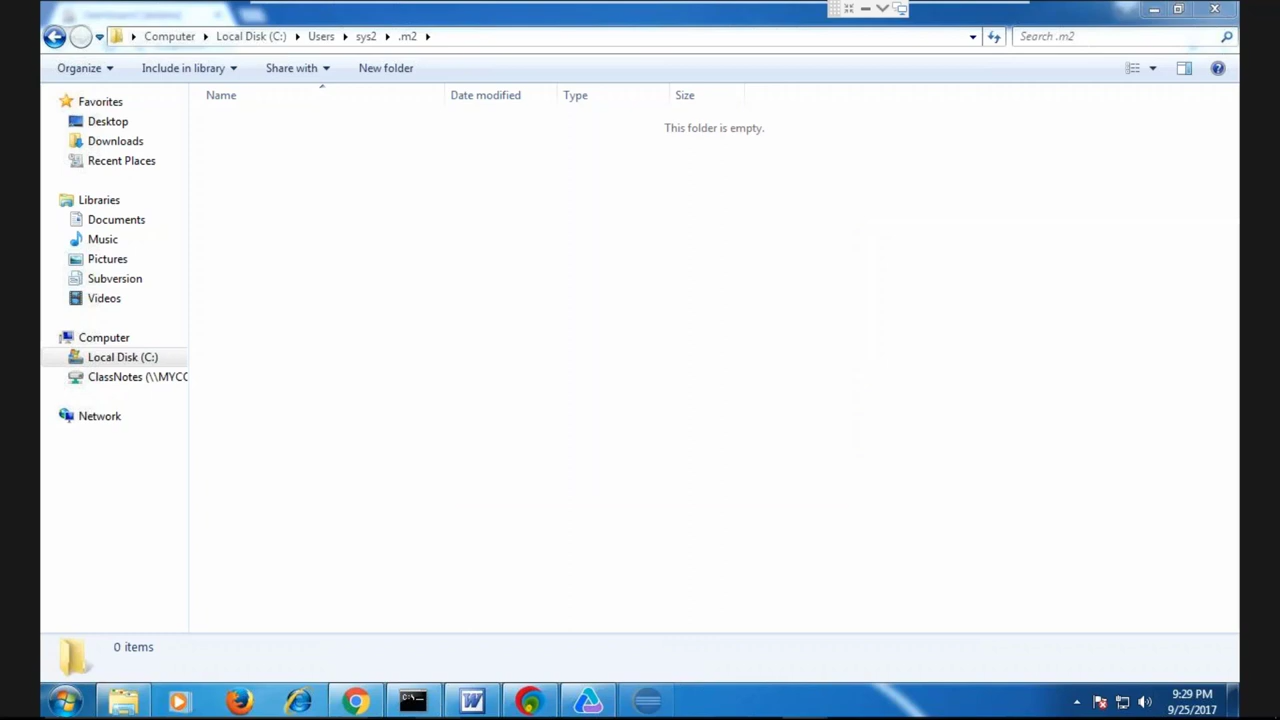 Computer Local Disk (C:) Users sys2 .m2 Search .m2
Organize Include in library Share with New folder
Name Date modified Type Size
This folder is empty.
Favorites
Desktop
Downloads
Recent Places
Libraries
Documents
Music
Pictures
Subversion
Videos
Computer
Local Disk (C:)
ClassNotes (\\MYCC
Network
0 items
9:29 PM
9/25/2017